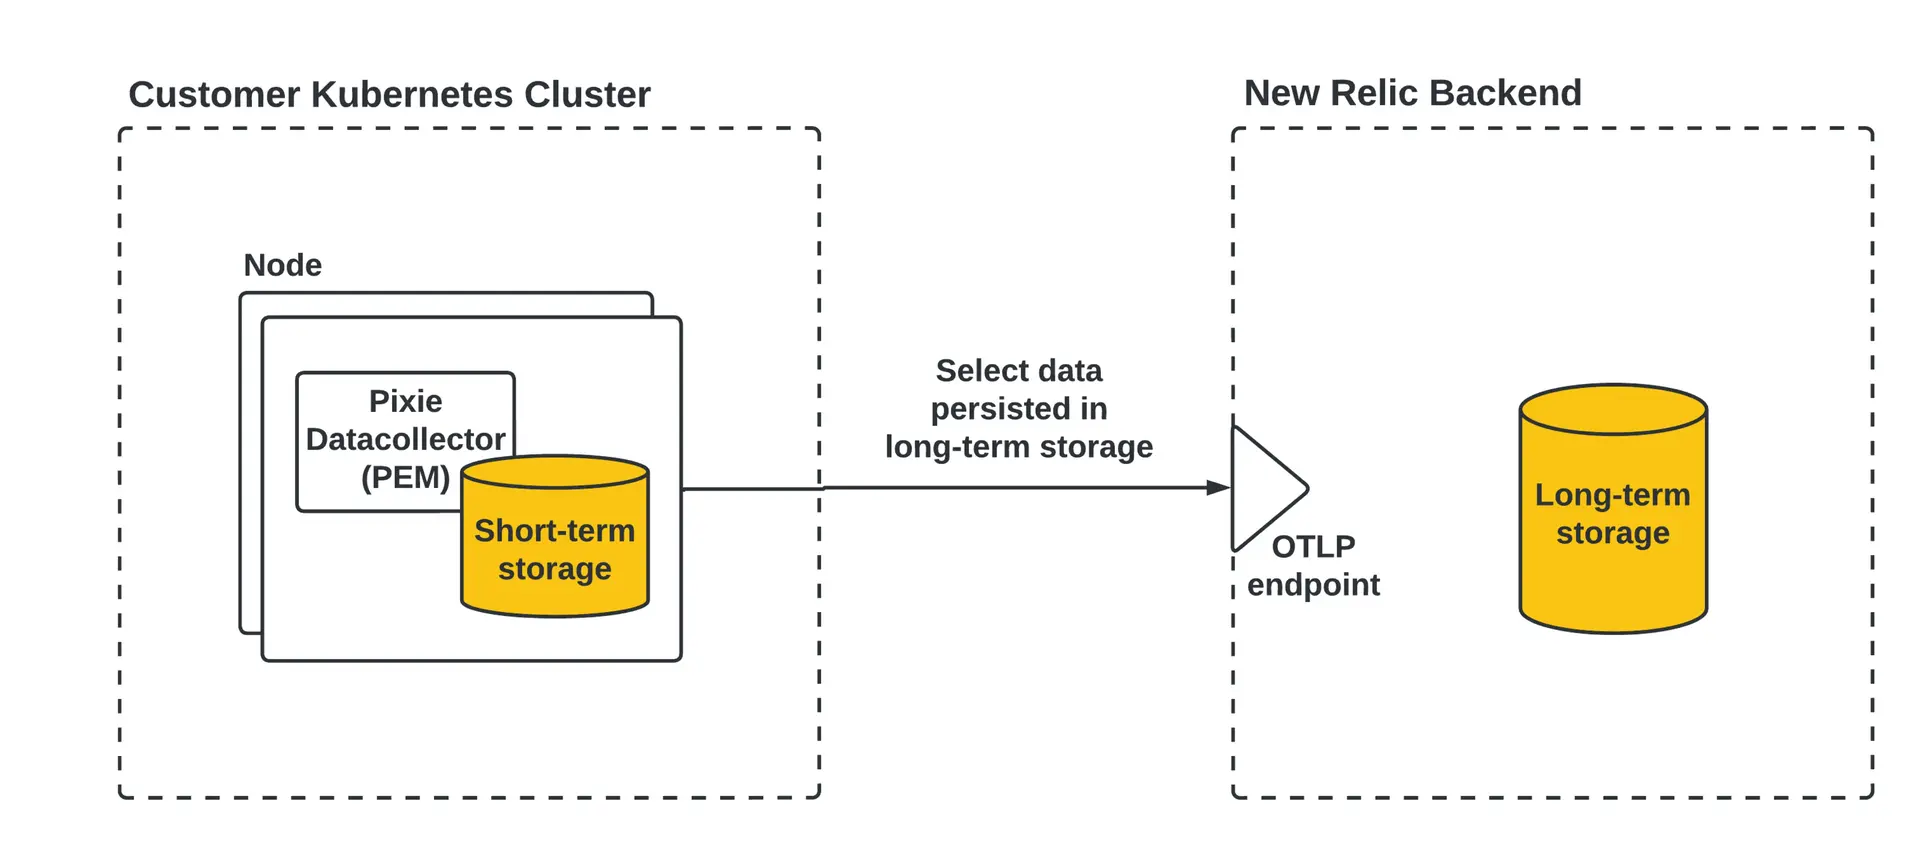 Customer Kubernetes Cluster
New Relic Backend
Node
Pixie
Datacollector
(PEM)
Short-term
storage
Select data
persisted in
long-term storage
OTLP
endpoint
Long-term
storage